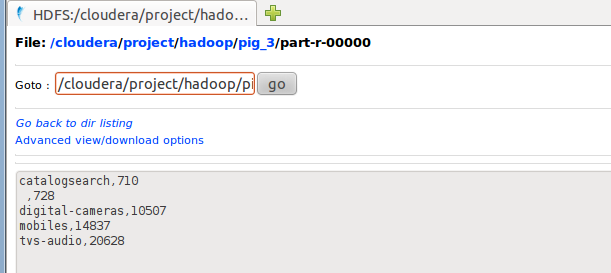 HDFS:/cloudera/project/hado...
File: /cloudera/project/hadoop/pig_3/part-r-00000
Goto : /cloudera/project/hadoop/pi go
Go back to dir listing
Advanced view/download options
catalogsearch,710
,728
digital-cameras,10507
mobiles,14837
tvs-audio,20628